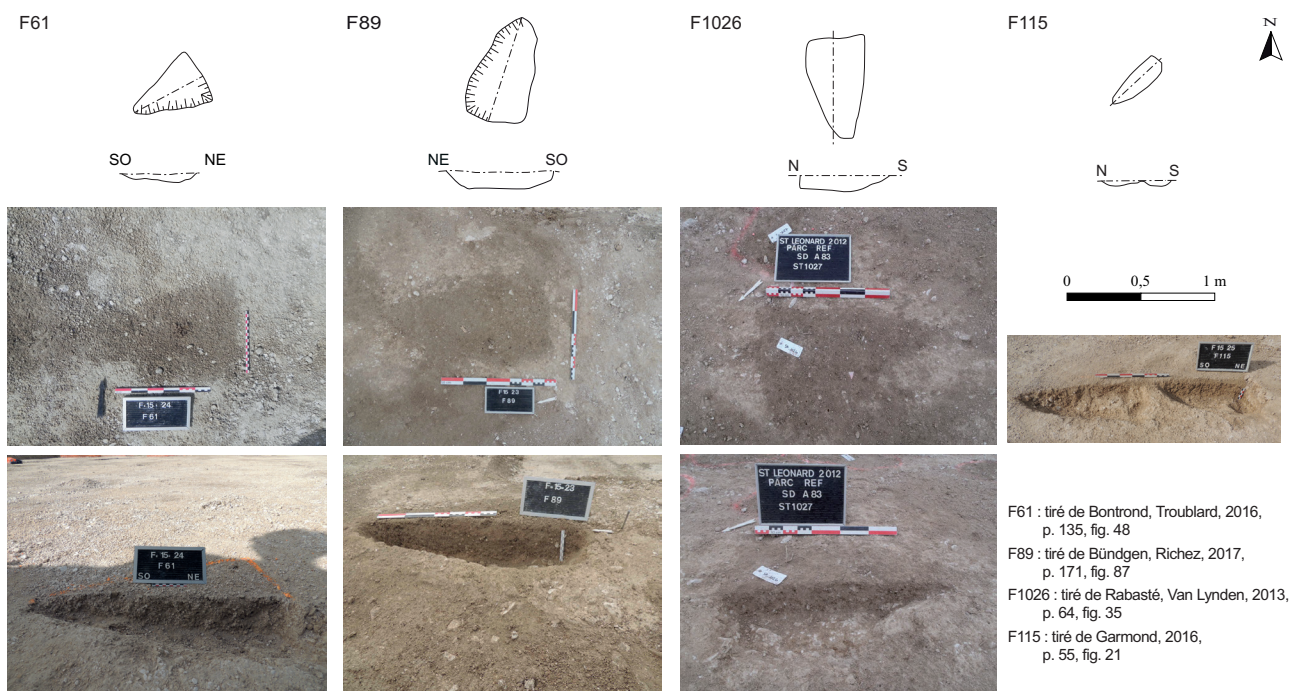 F61
F89
F1026
F115
N
SO NE
NE SO
N S
N S
ST LEONARD 2012
PARC REF
SD A 83
ST1027
0 0,5 1 m
F-15-24
F 61
F15 23
F 89
F 15 25
F115
SO NE
F-15-24
F 61
SO NE
F-15-23
F 89
ST LEONARD 2012
PARC REF
SD A 83
ST1027
F61 : tiré de Bontrond, Troublard, 2016,
p. 135, fig. 48
F89 : tiré de Bündgen, Richez, 2017,
p. 171, fig. 87
F1026 : tiré de Rabasté, Van Lynden, 2013,
p. 64, fig. 35
F115 : tiré de Garmond, 2016,
p. 55, fig. 21